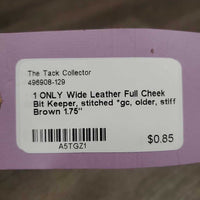 The Tack Collector
496908-129
1 ONLY Wide Leather Full Cheek
Bit Keeper, stitched *gc, older, stiff
Brown 1.75"
A5TGZ1
$0.85